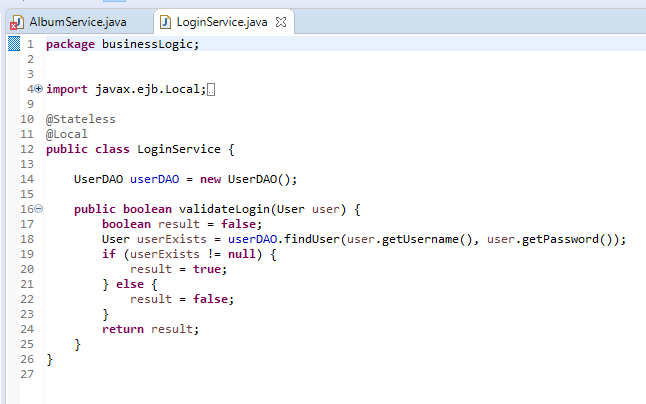 AlbumService.java LoginService.java
1 package businessLogic;
2
3
4 import javax.ejb.Local;
9
10 @Stateless
11 @Local
12 public class LoginService {
13
14 UserDAO userDAO = new UserDAO();
15
16 public boolean validateLogin(User user) {
17 boolean result = false;
18 User userExists = userDAO.findUser(user.getUsername(), user.getPassword());
19 if (userExists != null) {
20 result = true;
21 } else {
22 result = false;
23 }
24 return result;
25 }
26 }
27